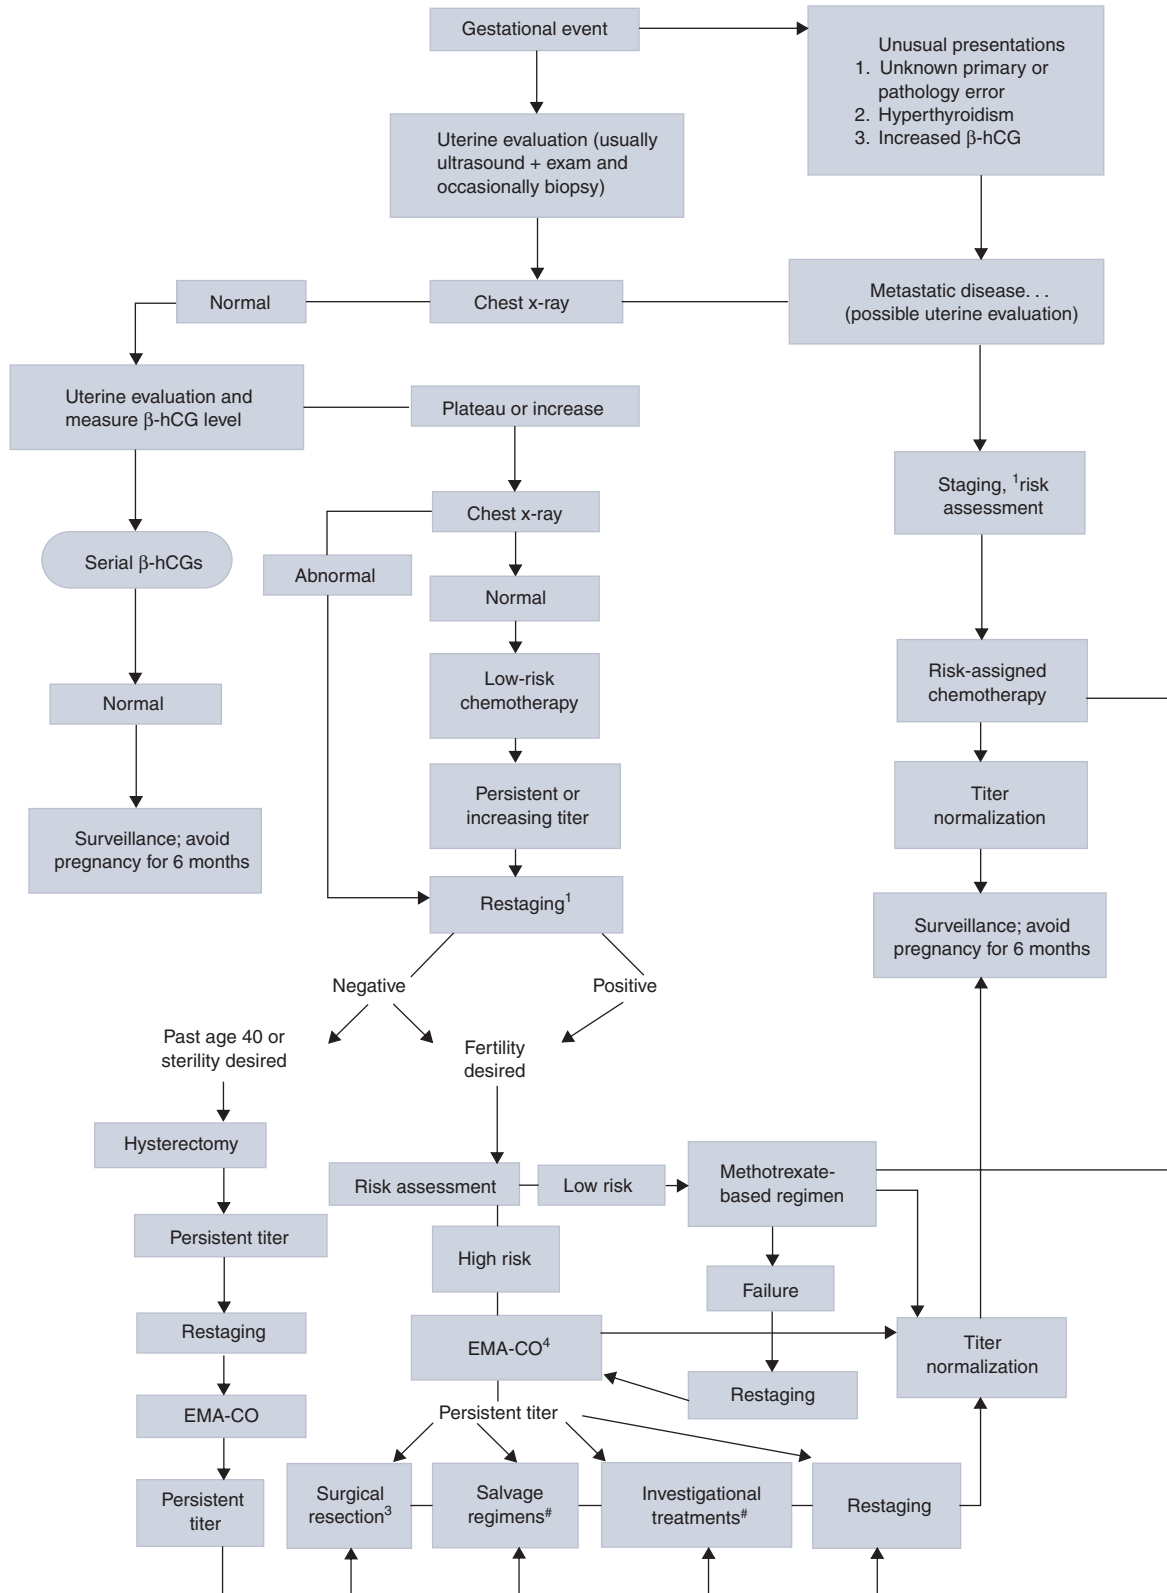 Gestational event
Unusual presentations
1. Unknown primary or
pathology error
2. Hyperthyroidism
3. Increased β-hCG
Uterine evaluation (usually
ultrasound + exam and
occasionally biopsy)
Normal
Chest x-ray
Metastatic disease. . .
(possible uterine evaluation)
Uterine evaluation and
measure β-hCG level
Plateau or increase
Staging, ¹risk
assessment
Chest x-ray
Serial β-hCGs
Abnormal
Normal
Low-risk
chemotherapy
Risk-assigned
chemotherapy
Normal
Persistent or
increasing titer
Titer
normalization
Surveillance; avoid
pregnancy for 6 months
Restaging¹
Surveillance; avoid
pregnancy for 6 months
Negative
Positive
Past age 40 or
sterility desired
Fertility
desired
Hysterectomy
Risk assessment
Low risk
Methotrexate-
based regimen
Persistent titer
High risk
Failure
Restaging
EMA-CO⁴
Titer
normalization
Restaging
EMA-CO
Persistent titer
Persistent
titer
Surgical
resection³
Salvage
regimens#
Investigational
treatments#
Restaging